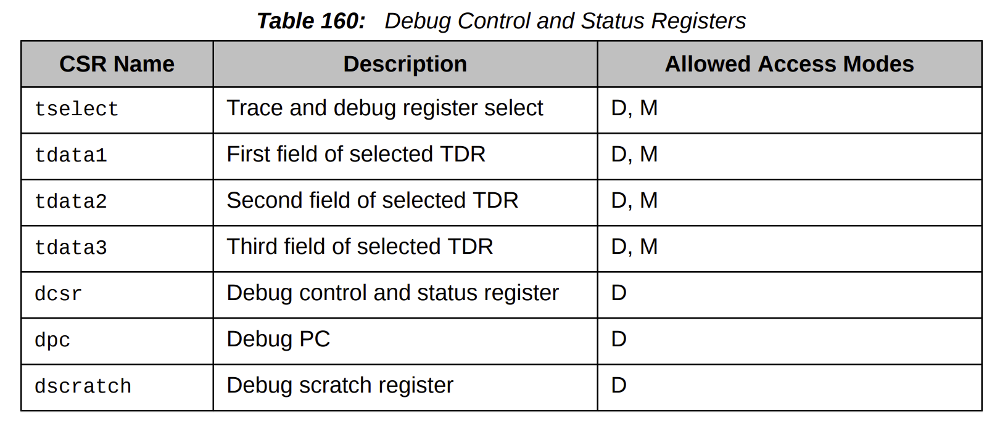 Table 160: Debug Control and Status Registers
CSR Name Description Allowed Access Modes
tselect Trace and debug register select D, M
tdata1 First field of selected TDR D, M
tdata2 Second field of selected TDR D, M
tdata3 Third field of selected TDR D, M
dcsr Debug control and status register D
dpc Debug PC D
dscratch Debug scratch register D